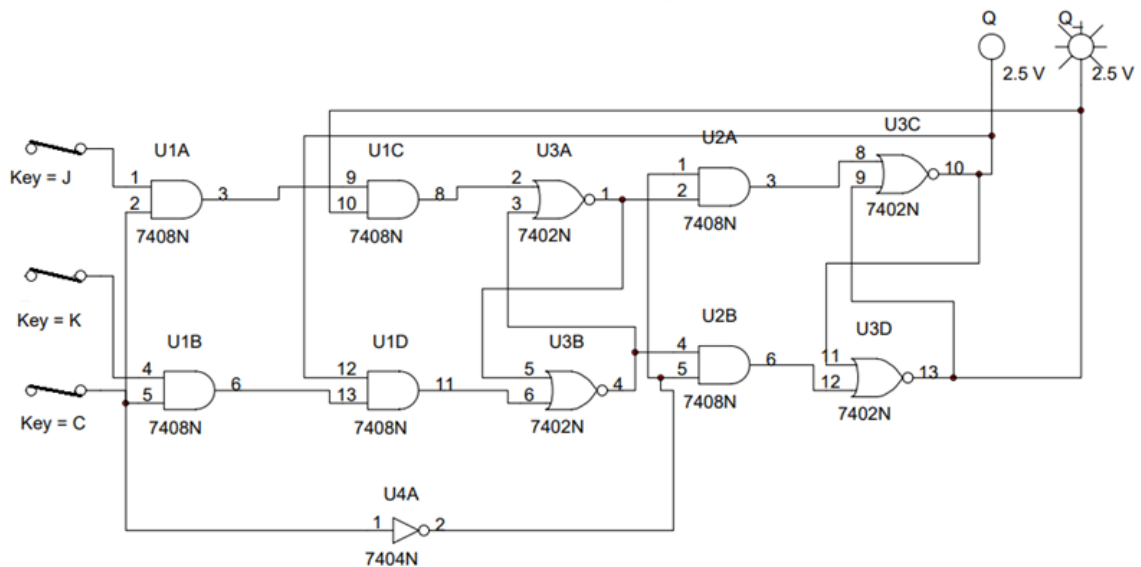 Q Q_
2.5 V 2.5 V
U1A U1C U3A U2A U3C
Key = J
1 2 3
7408N
9 10 8
7408N
2 3 1
7402N
1 2 3
7408N
8 9 10
7402N
Key = K
U1B U1D U3B U2B U3D
4 5 6
7408N
12 13 11
7408N
5 6 4
7402N
4 5 6
7408N
11 12 13
7402N
Key = C
U4A
1 2
7404N